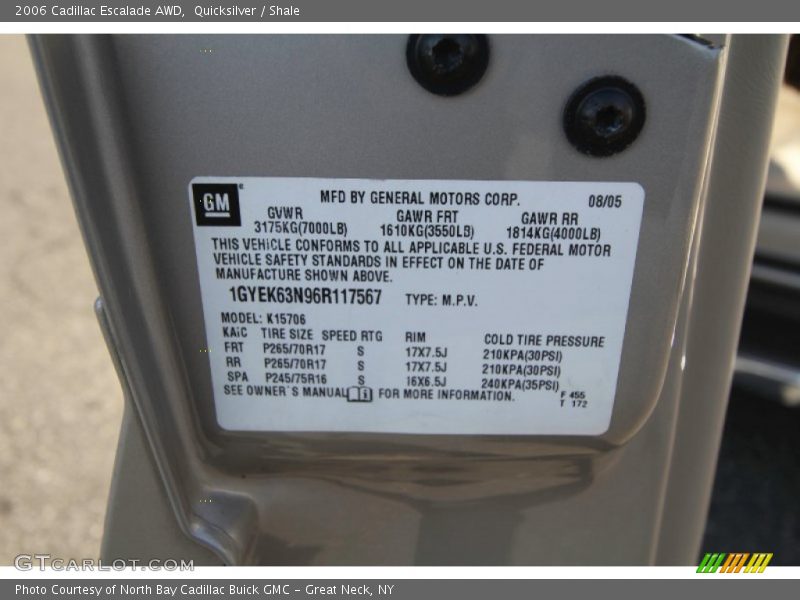 2006 Cadillac Escalade AWD, Quicksilver / Shale
GM
MFD BY GENERAL MOTORS CORP. 08/05
GVWR GAWR FRT GAWR RR
3175KG(7000LB) 1610KG(3550LB) 1814KG(4000LB)
THIS VEHICLE CONFORMS TO ALL APPLICABLE U.S. FEDERAL MOTOR
VEHICLE SAFETY STANDARDS IN EFFECT ON THE DATE OF
MANUFACTURE SHOWN ABOVE.
1GYEK63N96R117567 TYPE: M.P.V.
MODEL: K15706
KAIC TIRE SIZE SPEED RTG RIM COLD TIRE PRESSURE
FRT P265/70R17 S 17X7.5J 210KPA(30PSI)
RR P265/70R17 S 17X7.5J 210KPA(30PSI)
SPA P245/75R16 S 16X6.5J 240KPA(35PSI)
SEE OWNER'S MANUAL FOR MORE INFORMATION.
F 455
T 172
GTCARLOT.COM
Photo Courtesy of North Bay Cadillac Buick GMC - Great Neck, NY